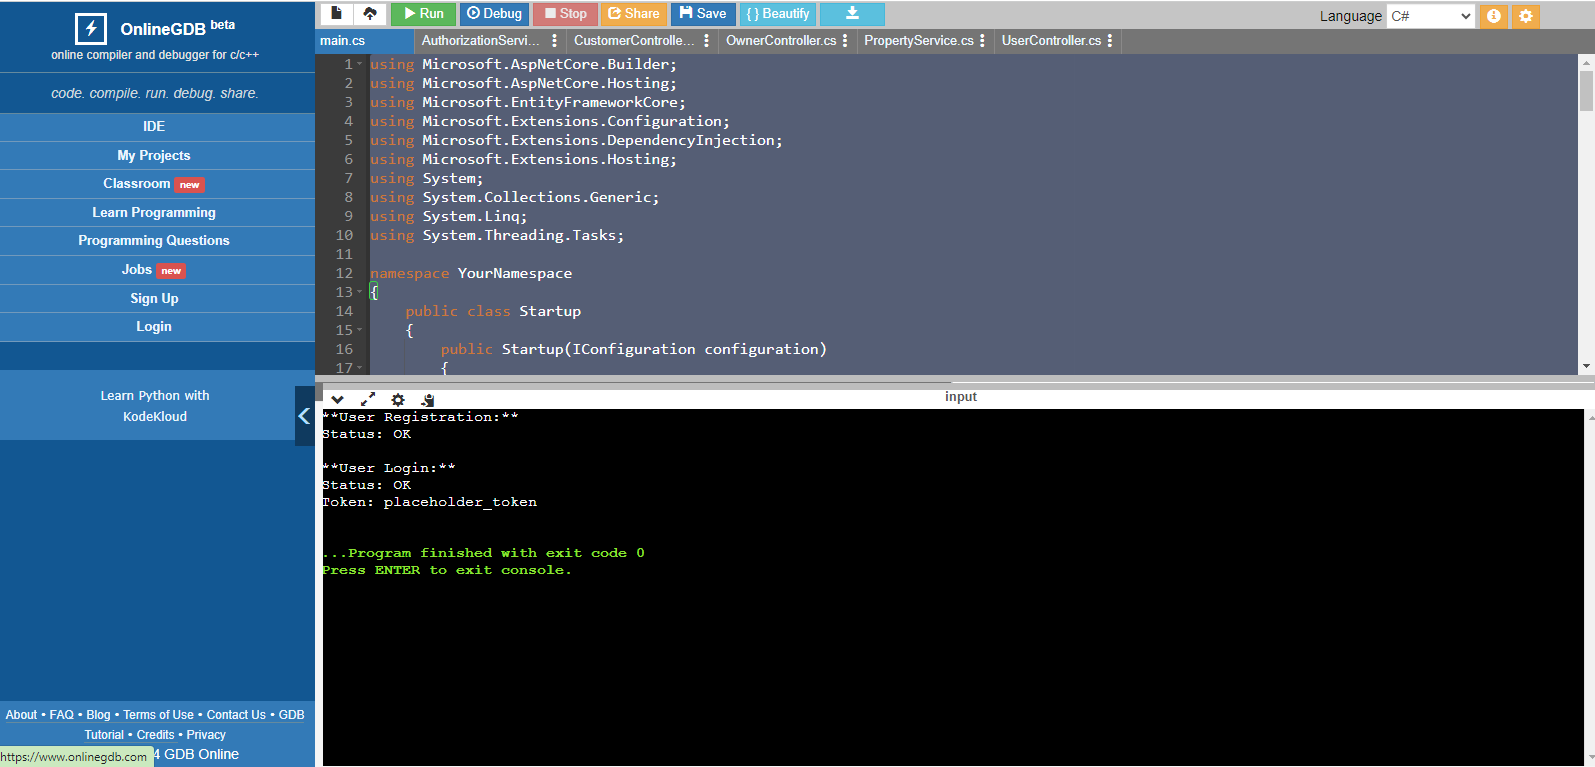 OnlineGDB beta
online compiler and debugger for c/c++
code. compile. run. debug. share.
IDE
My Projects
Classroom new
Learn Programming
Programming Questions
Jobs new
Sign Up
Login
Learn Python with
KodeKloud
About • FAQ • Blog • Terms of Use • Contact Us • GDB
Tutorial • Credits • Privacy
4 GDB Online
https://www.onlinegdb.com
Run Debug Stop Share Save { } Beautify
Language C#
main.cs AuthorizationServi... CustomerControlle... OwnerController.cs PropertyService.cs UserController.cs
1 using Microsoft.AspNetCore.Builder;
2 using Microsoft.AspNetCore.Hosting;
3 using Microsoft.EntityFrameworkCore;
4 using Microsoft.Extensions.Configuration;
5 using Microsoft.Extensions.DependencyInjection;
6 using Microsoft.Extensions.Hosting;
7 using System;
8 using System.Collections.Generic;
9 using System.Linq;
10 using System.Threading.Tasks;
11
12 namespace YourNamespace
13 {
14 public class Startup
15 {
16 public Startup(IConfiguration configuration)
17 {
input
**User Registration:**
Status: OK
**User Login:**
Status: OK
Token: placeholder_token
...Program finished with exit code 0
Press ENTER to exit console.